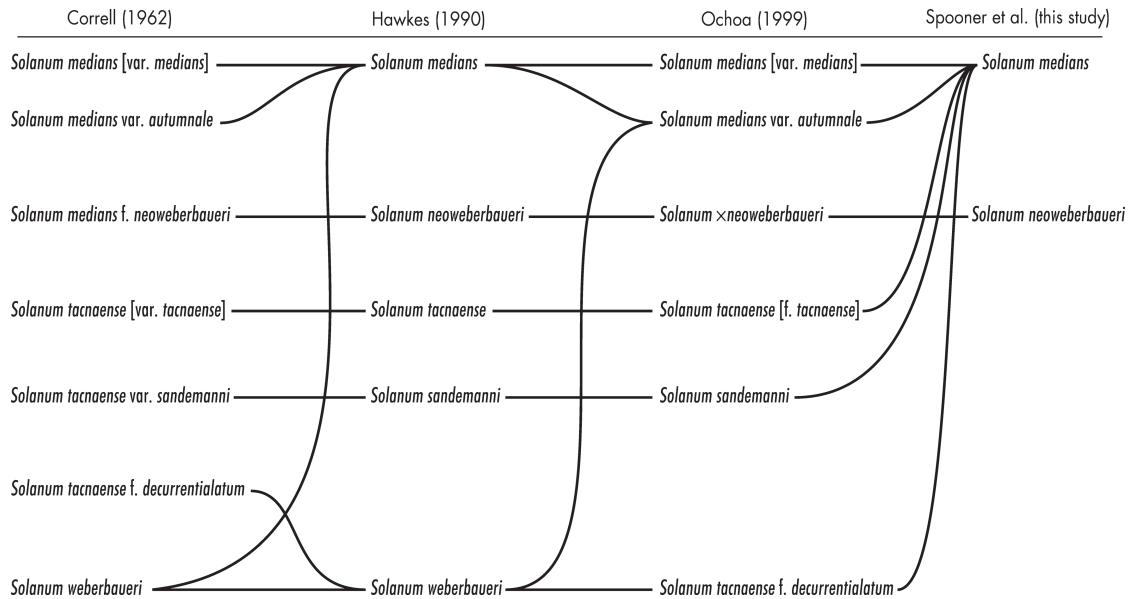 Correll (1962) Hawkes (1990) Ochoa (1999) Spooner et al. (this study)
Solanum medians [var. medians] Solanum medians Solanum medians [var. medians] Solanum medians
Solanum medians var. autumnale Solanum medians var. autumnale
Solanum medians f. neoweberbaueri Solanum neoweberbaueri Solanum ×neoweberbaueri Solanum neoweberbaueri
Solanum tacnaense [var. tacnaense] Solanum tacnaense Solanum tacnaense [f. tacnaense]
Solanum tacnaense var. sandemanni Solanum sandemanni Solanum sandemanni
Solanum tacnaense f. decurrentialatum
Solanum weberbaueri Solanum weberbaueri Solanum tacnaense f. decurrentialatum